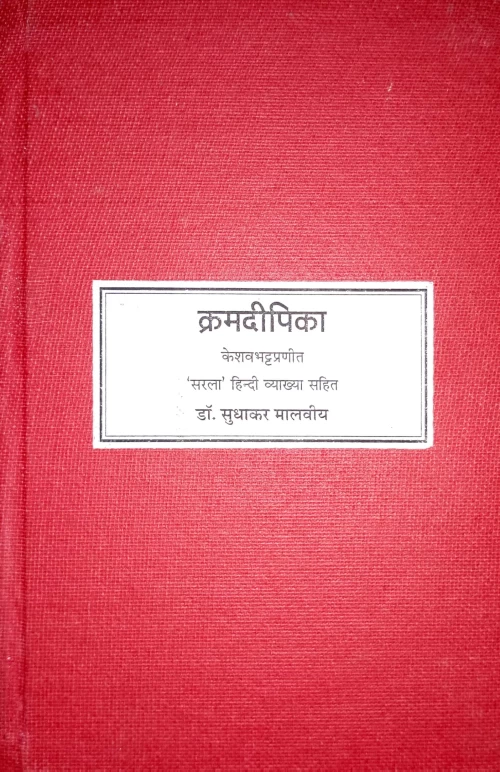 क्रमदीपिका
केशवभट्टप्रणीत
'सरला' हिन्दी व्याख्या सहित
डॉ. सुधाकर मालवीय